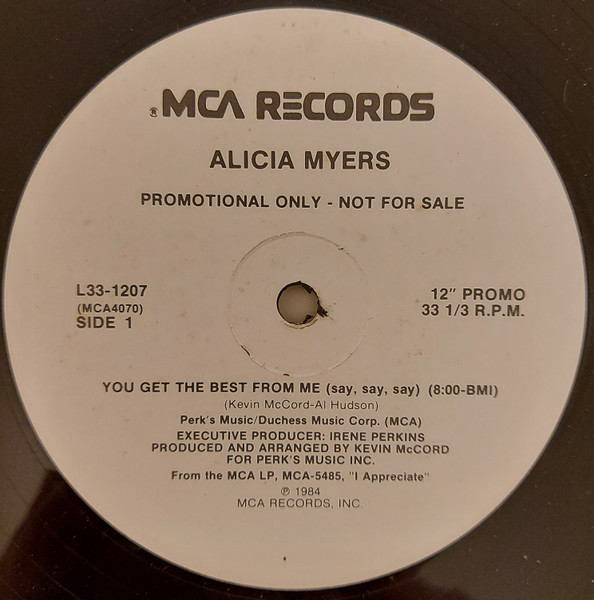 ® MCA RECORDS
ALICIA MYERS
PROMOTIONAL ONLY - NOT FOR SALE
L33-1207
(MCA4070)
SIDE 1
12" PROMO
33 1/3 R.P.M.
YOU GET THE BEST FROM ME (say, say, say) (8:00-BMI)
(Kevin McCord-Al Hudson)
Perk's Music/Duchess Music Corp. (MCA)
EXECUTIVE PRODUCER: IRENE PERKINS
PRODUCED AND ARRANGED BY KEVIN McCORD
FOR PERK'S MUSIC INC.
From the MCA LP, MCA-5485, "I Appreciate"
℗ 1984
MCA RECORDS, INC.